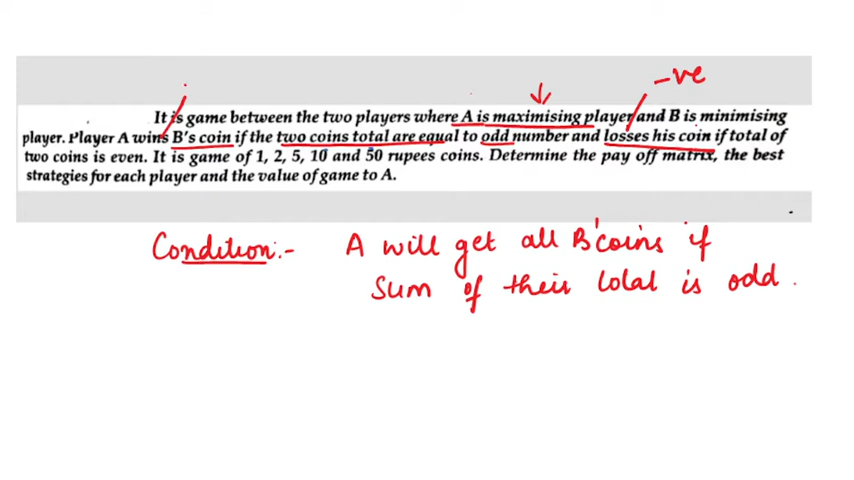 -ve
It is game between the two players where A is maximising player and B is minimising
player. Player A wins B's coin if the two coins total are equal to odd number and losses his coin if total of
two coins is even. It is game of 1, 2, 5, 10 and 50 rupees coins. Determine the pay off matrix, the best
strategies for each player and the value of game to A.
Condition:- A will get all B'coins if
Sum of their total is odd.